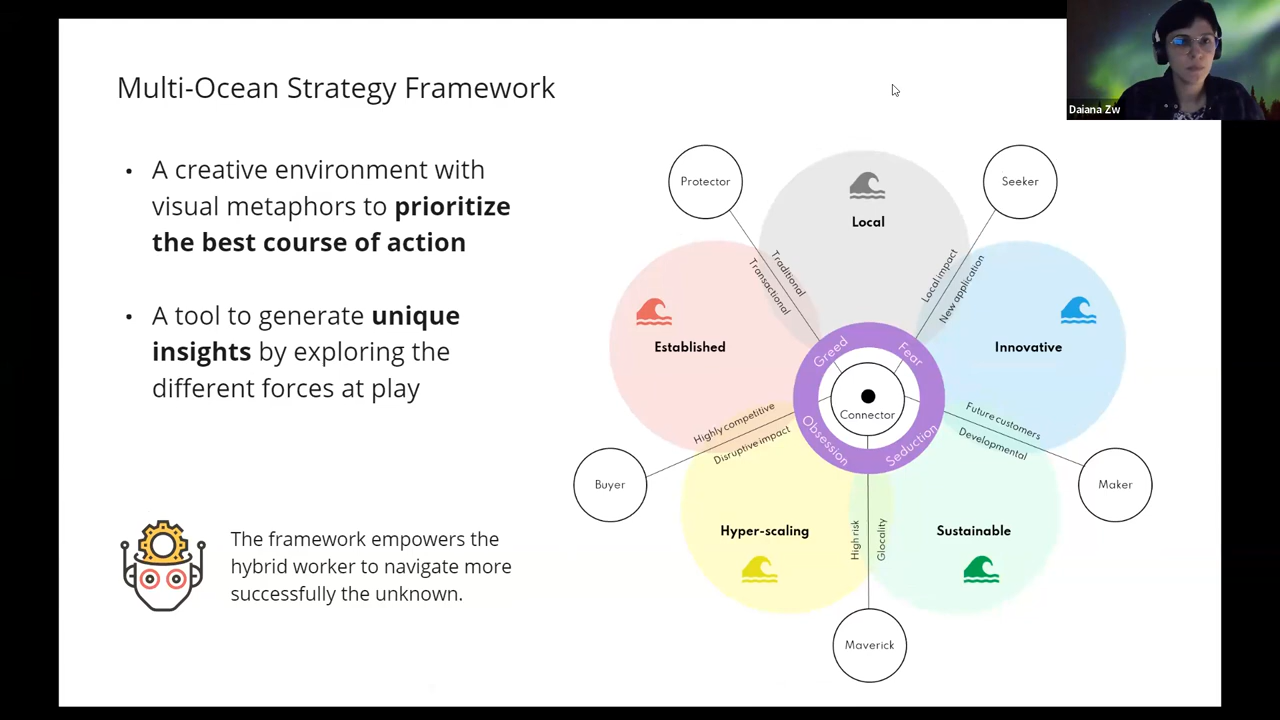 Multi-Ocean Strategy Framework
Daiana Zw
• A creative environment with
visual metaphors to prioritize
the best course of action
• A tool to generate unique
insights by exploring the
different forces at play
The framework empowers the
hybrid worker to navigate more
successfully the unknown.
Protector
Seeker
Local
Traditional
Transactional
Local impact
New application
Established
Innovative
Greed
Fear
Connector
Obsession
Seduction
Highly competitive
Disruptive impact
Future customers
Developmental
Buyer
Maker
Hyper-scaling
Sustainable
High risk
Glocality
Maverick